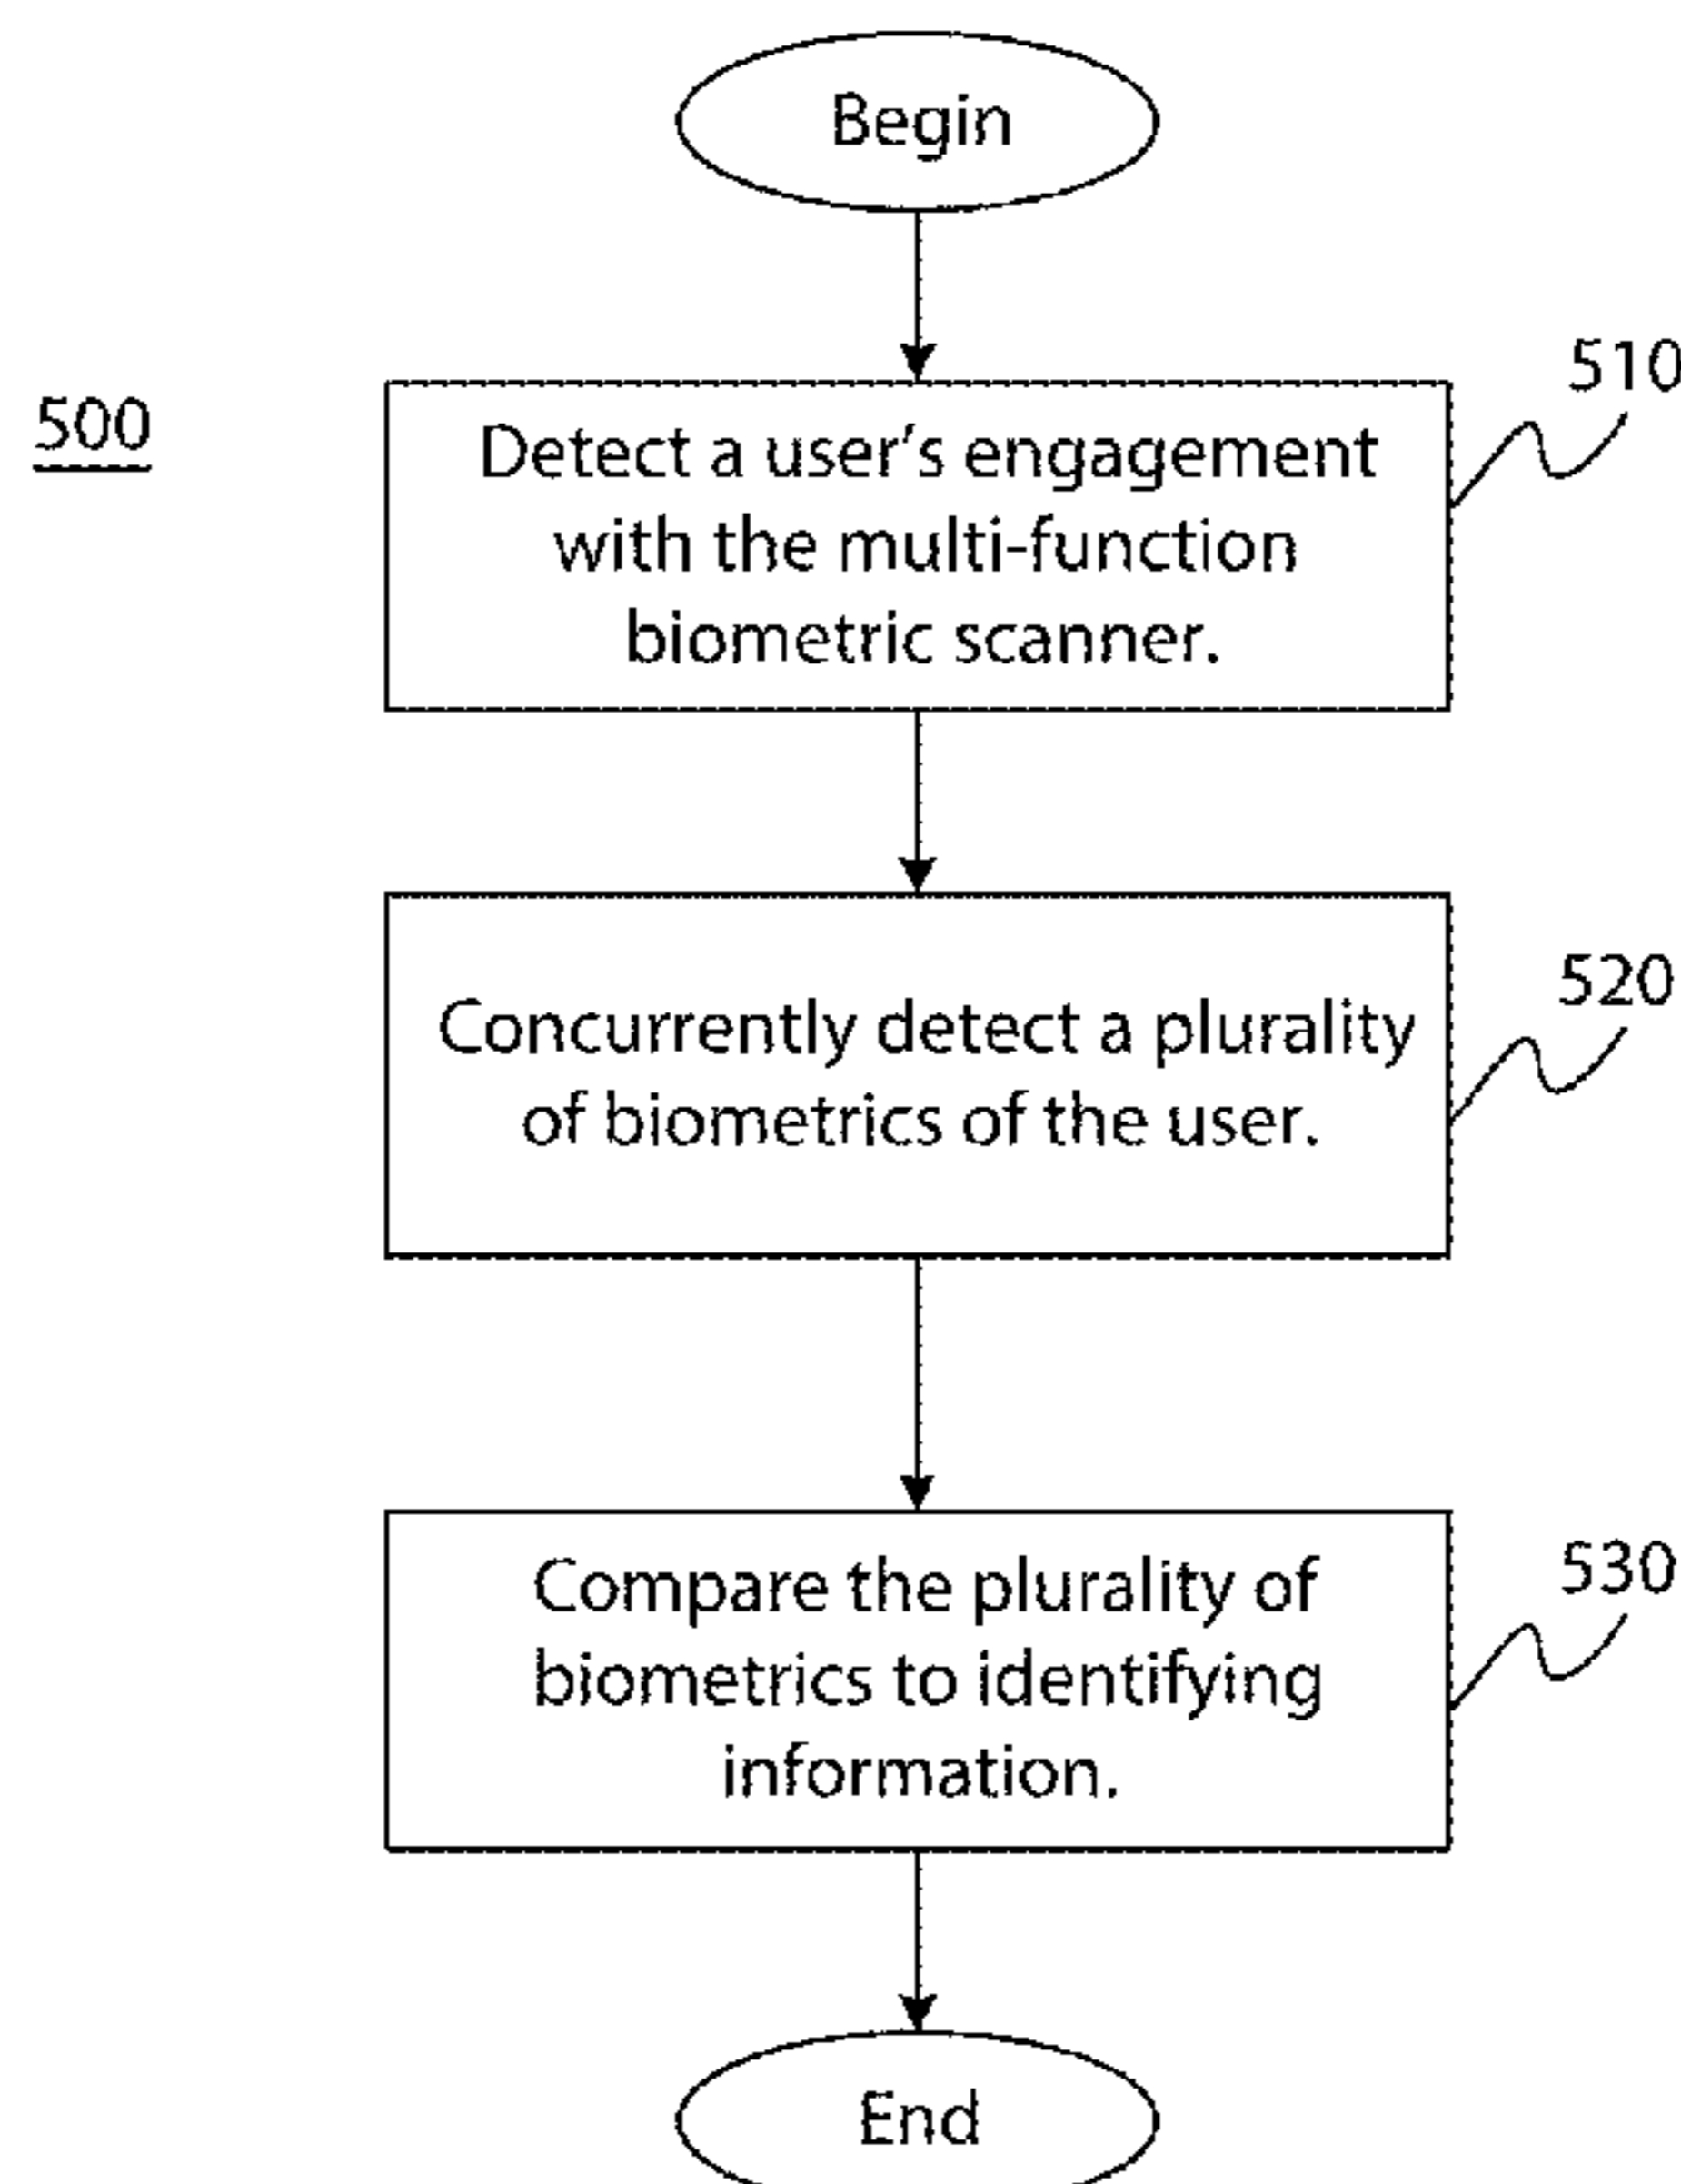 Begin
500
510
Detect a user's engagement
with the multi-function
biometric scanner.
520
Concurrently detect a plurality
of biometrics of the user.
530
Compare the plurality of
biometrics to identifying
information.
End